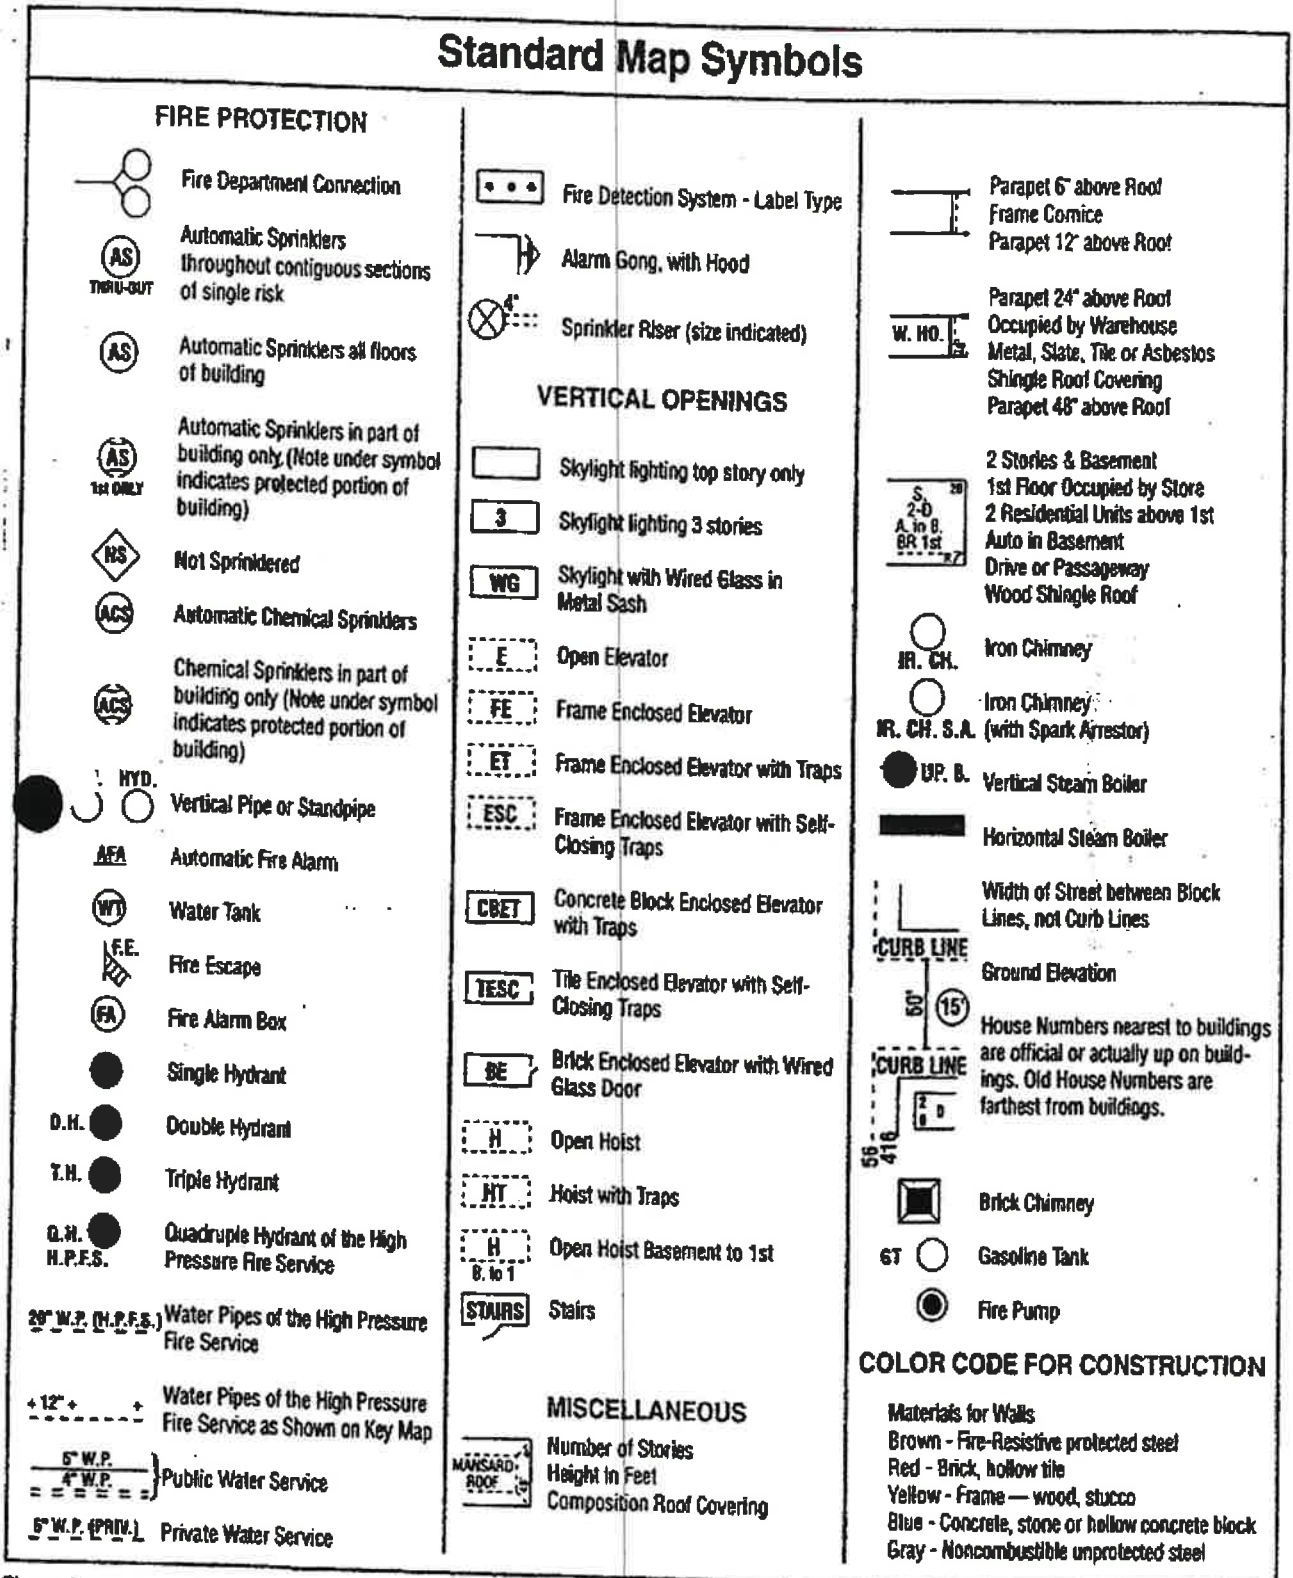 Standard Map Symbols
FIRE PROTECTION
Fire Department Connection
AS
THRU-OUT
Automatic Sprinklers
throughout contiguous sections
of single risk
AS
Automatic Sprinklers all floors
of building
AS
1st ONLY
Automatic Sprinklers in part of
building only (Note under symbol
indicates protected portion of
building)
NS
Not Sprinklered
ACS
Automatic Chemical Sprinklers
ACS
Chemical Sprinklers in part of
building only (Note under symbol
indicates protected portion of
building)
HYD.
Vertical Pipe or Standpipe
AFA
Automatic Fire Alarm
WT
Water Tank
F.E.
Fire Escape
FA
Fire Alarm Box
Single Hydrant
D.H.
Double Hydrant
T.H.
Triple Hydrant
Q.H.
H.P.F.S.
Quadruple Hydrant of the High
Pressure Fire Service
20" W.P. (H.P.F.S.)
Water Pipes of the High Pressure
Fire Service
+ 12" + +
Water Pipes of the High Pressure
Fire Service as Shown on Key Map
6" W.P.
4" W.P.
Public Water Service
6" W.P. (PRIV.)
Private Water Service
Fire Detection System - Label Type
Alarm Gong, with Hood
4"
Sprinkler Riser (size indicated)
VERTICAL OPENINGS
Skylight lighting top story only
3
Skylight lighting 3 stories
WG
Skylight with Wired Glass in
Metal Sash
E
Open Elevator
FE
Frame Enclosed Elevator
ET
Frame Enclosed Elevator with Traps
ESC
Frame Enclosed Elevator with Self-
Closing Traps
CBET
Concrete Block Enclosed Elevator
with Traps
TESC
Tile Enclosed Elevator with Self-
Closing Traps
BE
Brick Enclosed Elevator with Wired
Glass Door
H
Open Hoist
HT
Hoist with Traps
H
B. to 1
Open Hoist Basement to 1st
STAIRS
Stairs
MISCELLANEOUS
MANSARD
ROOF
Number of Stories
Height in Feet
Composition Roof Covering
Parapet 6" above Roof
Frame Cornice
Parapet 12" above Roof
W. HO.
Parapet 24" above Roof
Occupied by Warehouse
Metal, Slate, Tile or Asbestos
Shingle Roof Covering
Parapet 48" above Roof
S.
2-D
A. in B.
BR 1st
2 Stories & Basement
1st Floor Occupied by Store
2 Residential Units above 1st
Auto in Basement
Drive or Passageway
Wood Shingle Roof
IR. CH.
Iron Chimney
IR. CH. S.A.
Iron Chimney
(with Spark Arrestor)
UP. B.
Vertical Steam Boiler
Horizontal Steam Boiler
Width of Street between Block
Lines, not Curb Lines
CURB LINE
Ground Elevation
50'
15'
House Numbers nearest to buildings
are official or actually up on build-
ings. Old House Numbers are
farthest from buildings.
CURB LINE
D
56
416
Brick Chimney
GT
Gasoline Tank
Fire Pump
COLOR CODE FOR CONSTRUCTION
Materials for Walls
Brown - Fire-Resistive protected steel
Red - Brick, hollow tile
Yellow - Frame — wood, stucco
Blue - Concrete, stone or hollow concrete block
Gray - Noncombustible unprotected steel